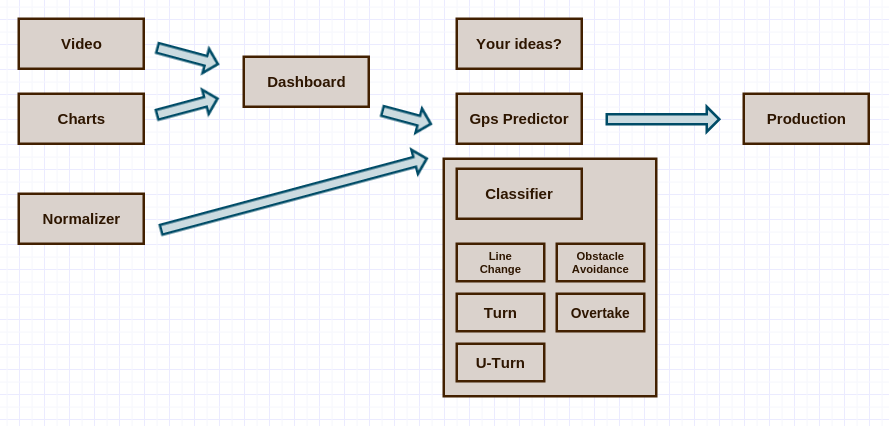 Video
Charts
Normalizer
Dashboard
Your ideas?
Gps Predictor
Classifier
Line
Change
Obstacle
Avoidance
Turn
Overtake
U-Turn
Production